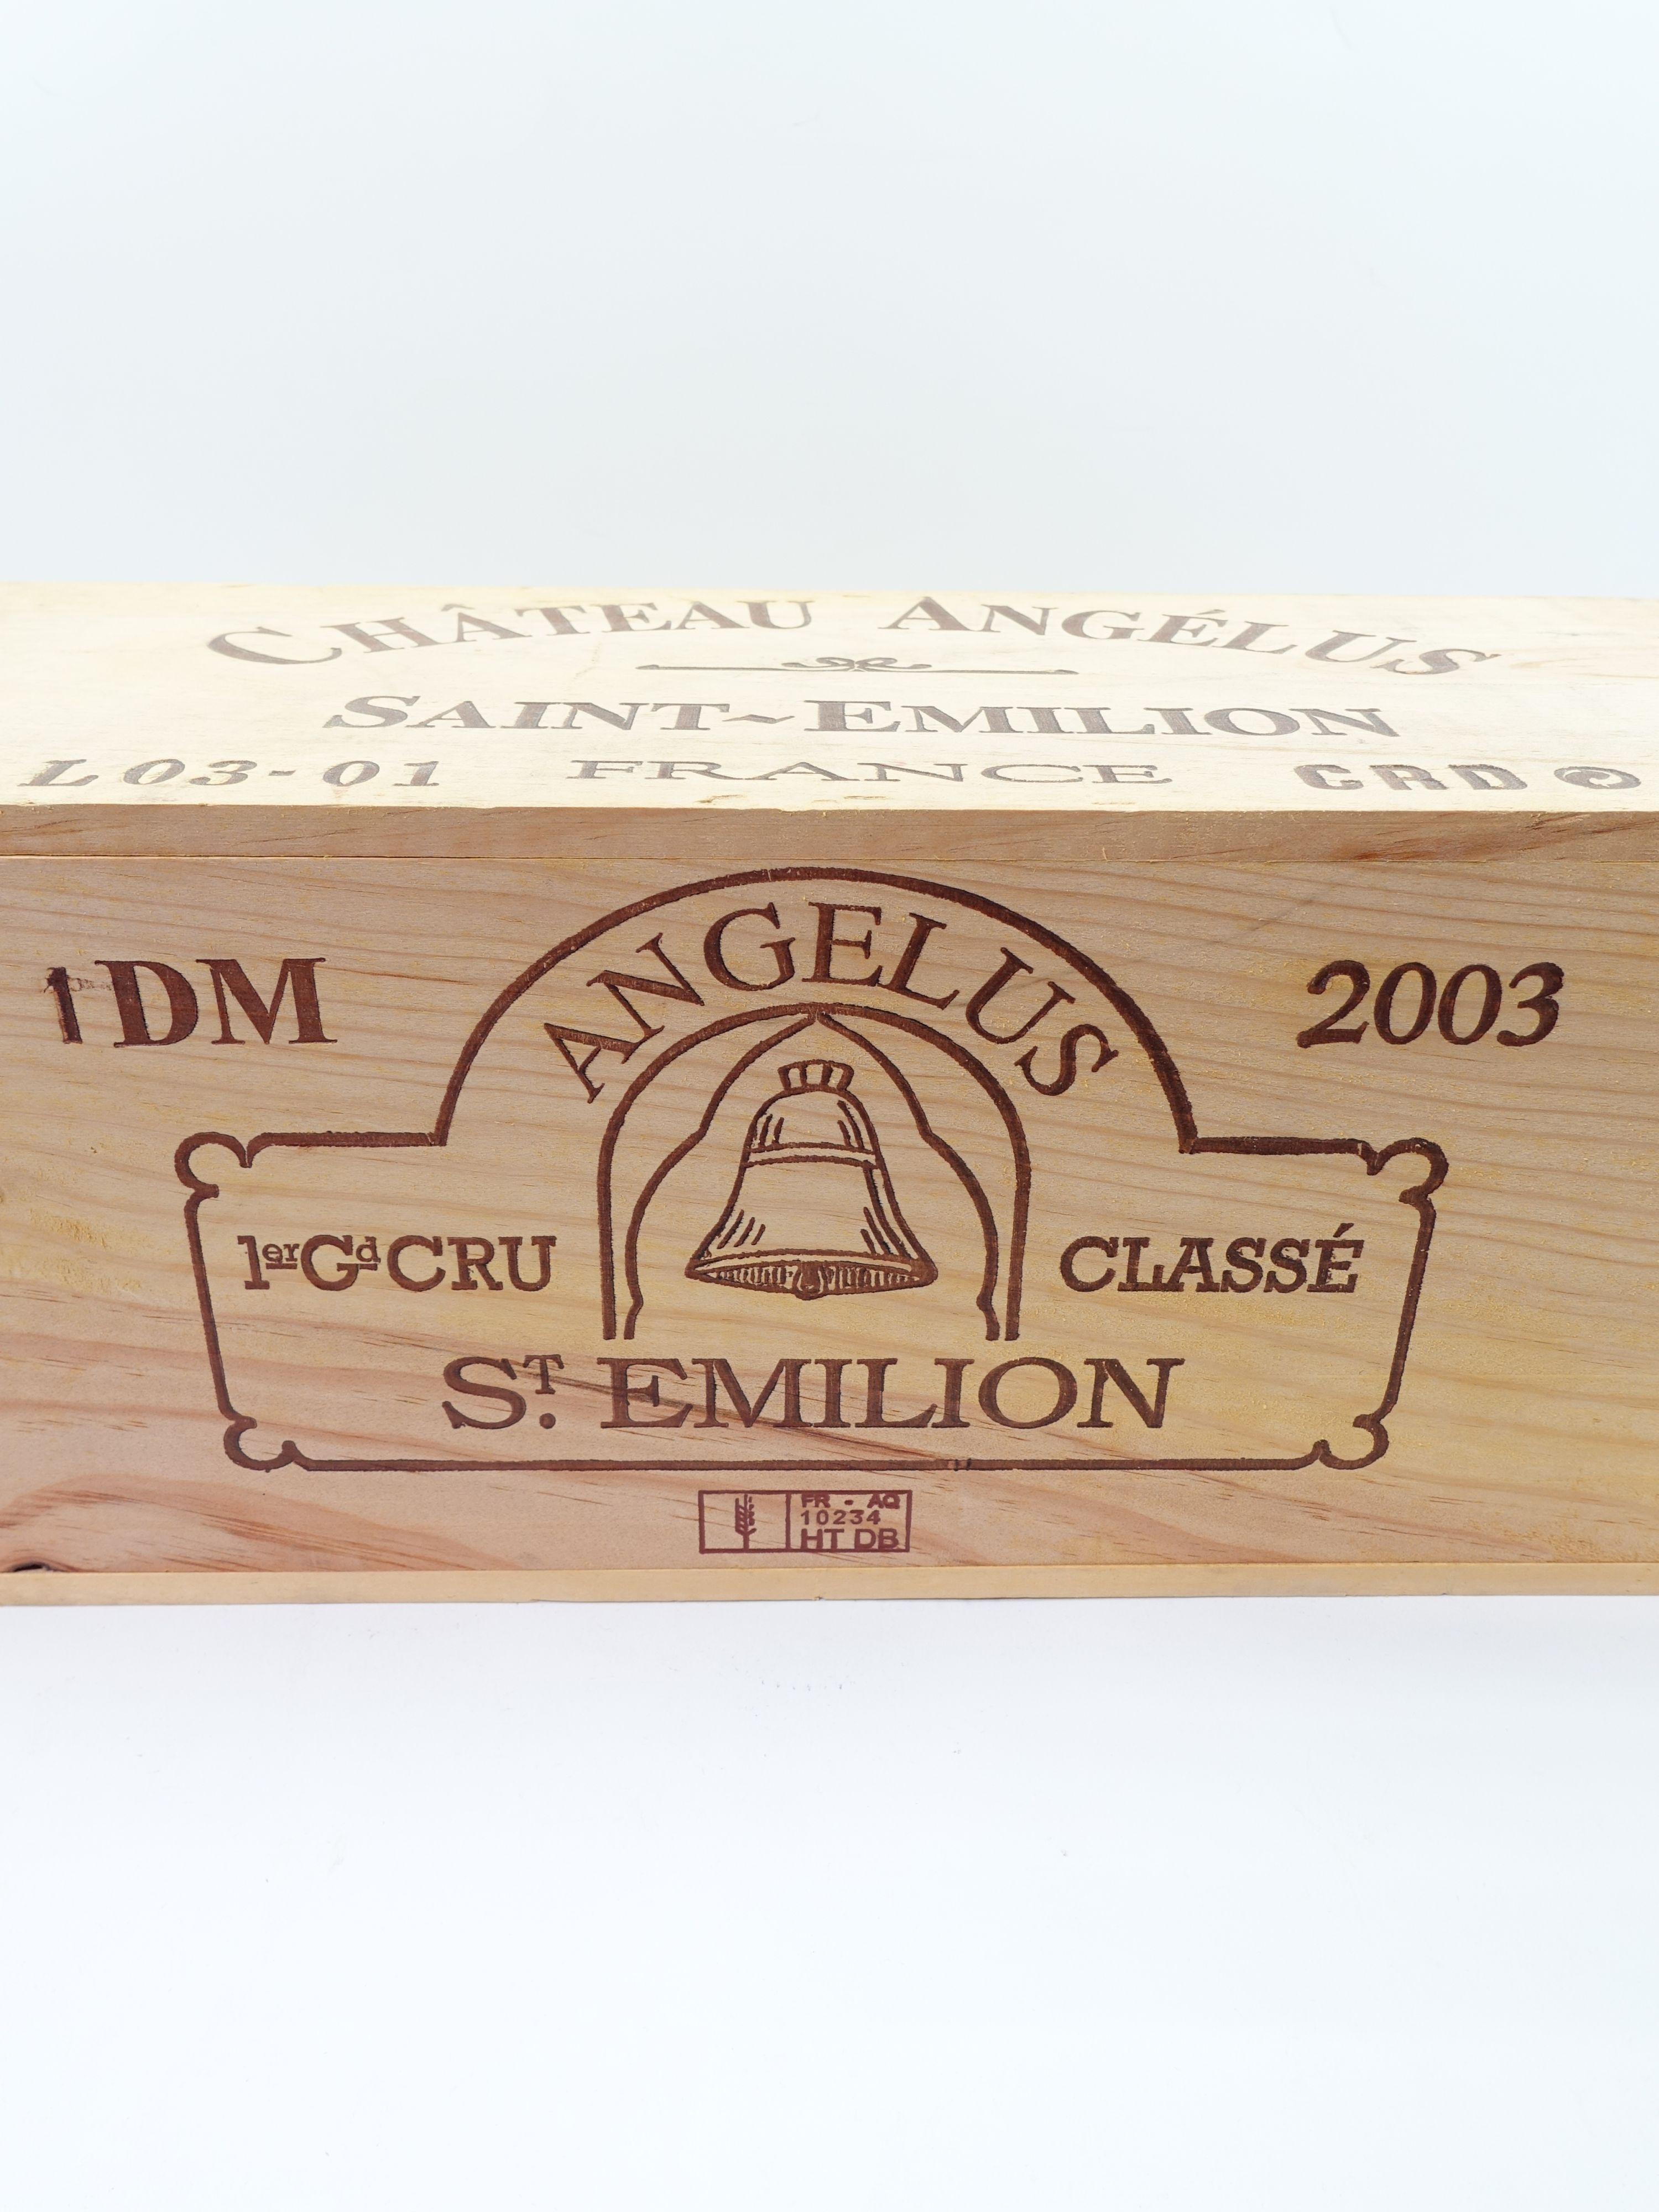 CHÂTEAU ANGÉLUS
SAINT~EMILION
L03-01 FRANCE CRD
1DM
ANGELUS
2003
1er Gd CRU CLASSÉ
ST. EMILION
FR - AQ
10234
HT DB